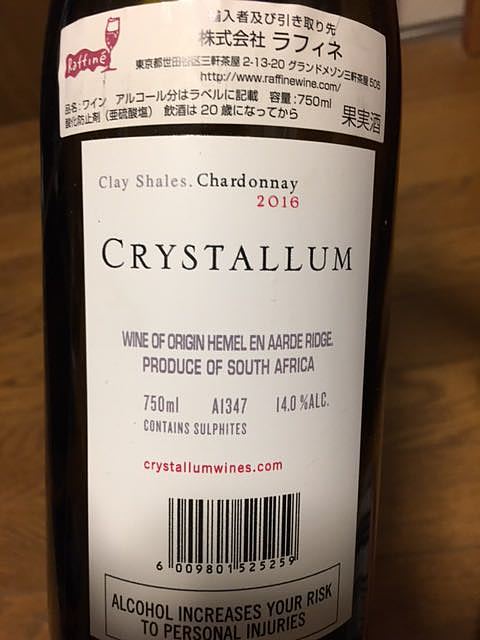 Raffiné
輸入者及び引き取り先
株式会社 ラフィネ
東京都世田谷区三軒茶屋 2-13-20 グランドメゾン三軒茶屋 505
http://www.raffinewine.com/
品名:ワイン アルコール分はラベルに記載 容量:750ml
酸化防止剤(亜硫酸塩) 飲酒は20歳になってから
果実酒
Clay Shales. Chardonnay
2016
CRYSTALLUM
WINE OF ORIGIN HEMEL EN AARDE RIDGE.
PRODUCE OF SOUTH AFRICA
750ml A1347 14.0 %ALC.
CONTAINS SULPHITES
crystallumwines.com
6 009801 525259
ALCOHOL INCREASES YOUR RISK
TO PERSONAL INJURIES